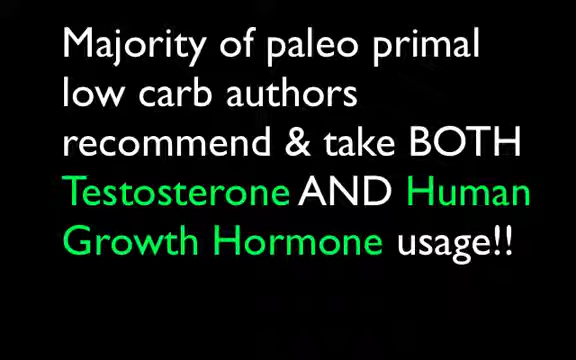 Majority of paleo primal
low carb authors
recommend & take BOTH
Testosterone AND Human
Growth Hormone usage!!